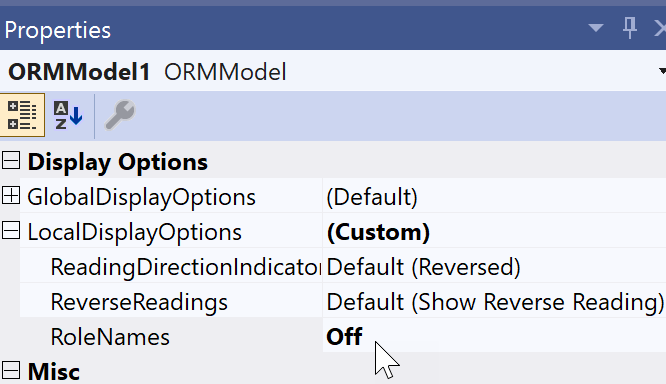 Properties
ORMModel1 ORMModel
A
Z
Display Options
GlobalDisplayOptions (Default)
LocalDisplayOptions (Custom)
ReadingDirectionIndicator Default (Reversed)
ReverseReadings Default (Show Reverse Reading)
RoleNames Off
Misc